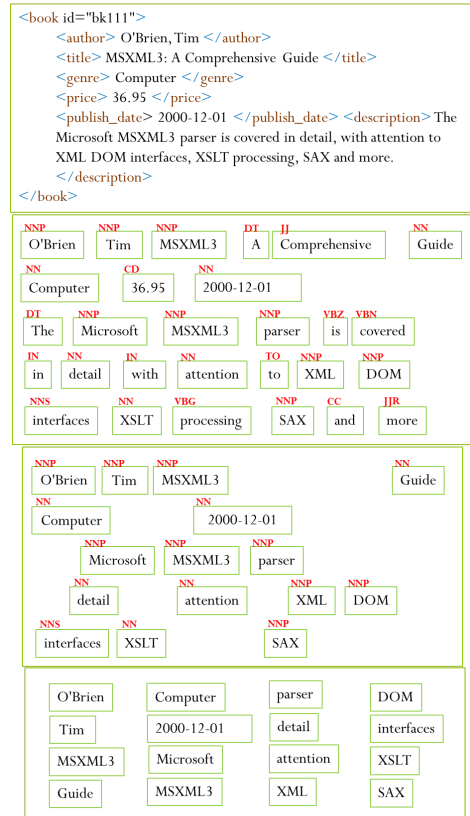 <book id="bk111">
<author> O'Brien, Tim </author>
<title> MSXML3: A Comprehensive Guide </title>
<genre> Computer </genre>
<price> 36.95 </price>
<publish_date> 2000-12-01 </publish_date> <description> The
Microsoft MSXML3 parser is covered in detail, with attention to
XML DOM interfaces, XSLT processing, SAX and more.
</description>
</book>
NNP NNP NNP DT JJ NN
O'Brien Tim MSXML3 A Comprehensive Guide
NN CD NN
Computer 36.95 2000-12-01
DT NNP NNP NNP VBZ VBN
The Microsoft MSXML3 parser is covered
IN NN IN NN TO NNP NNP
in detail with attention to XML DOM
NNS NN VBG NNP CC JJR
interfaces XSLT processing SAX and more
NNP NNP NNP NN
O'Brien Tim MSXML3 Guide
NN NN
Computer 2000-12-01
NNP NNP NNP
Microsoft MSXML3 parser
NN NN NNP NNP
detail attention XML DOM
NNS NN NNP
interfaces XSLT SAX
O'Brien Computer parser DOM
Tim 2000-12-01 detail interfaces
MSXML3 Microsoft attention XSLT
Guide MSXML3 XML SAX